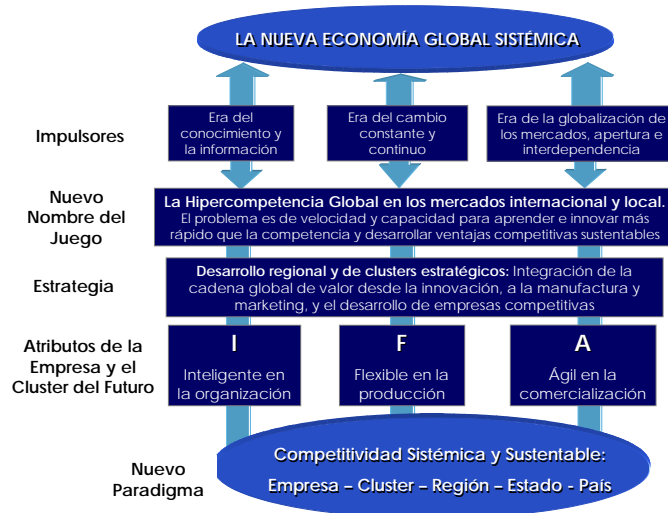 LA NUEVA ECONOMÍA GLOBAL SISTÉMICA
Impulsores
Era del
conocimiento y
la información
Era del cambio
constante y
continuo
Era de la globalización de
los mercados, apertura e
interdependencia
Nuevo
Nombre del
Juego
La Hipercompetencia Global en los mercados internacional y local.
El problema es de velocidad y capacidad para aprender e innovar más
rápido que la competencia y desarrollar ventajas competitivas sustentables
Estrategia
Desarrollo regional y de clusters estratégicos: Integración de la
cadena global de valor desde la innovación, a la manufactura y
marketing, y el desarrollo de empresas competitivas
Atributos de la
Empresa y el
Cluster del Futuro
I
Inteligente en
la organización
F
Flexible en la
producción
A
Ágil en la
comercialización
Nuevo
Paradigma
Competitividad Sistémica y Sustentable:
Empresa – Cluster – Región – Estado - País